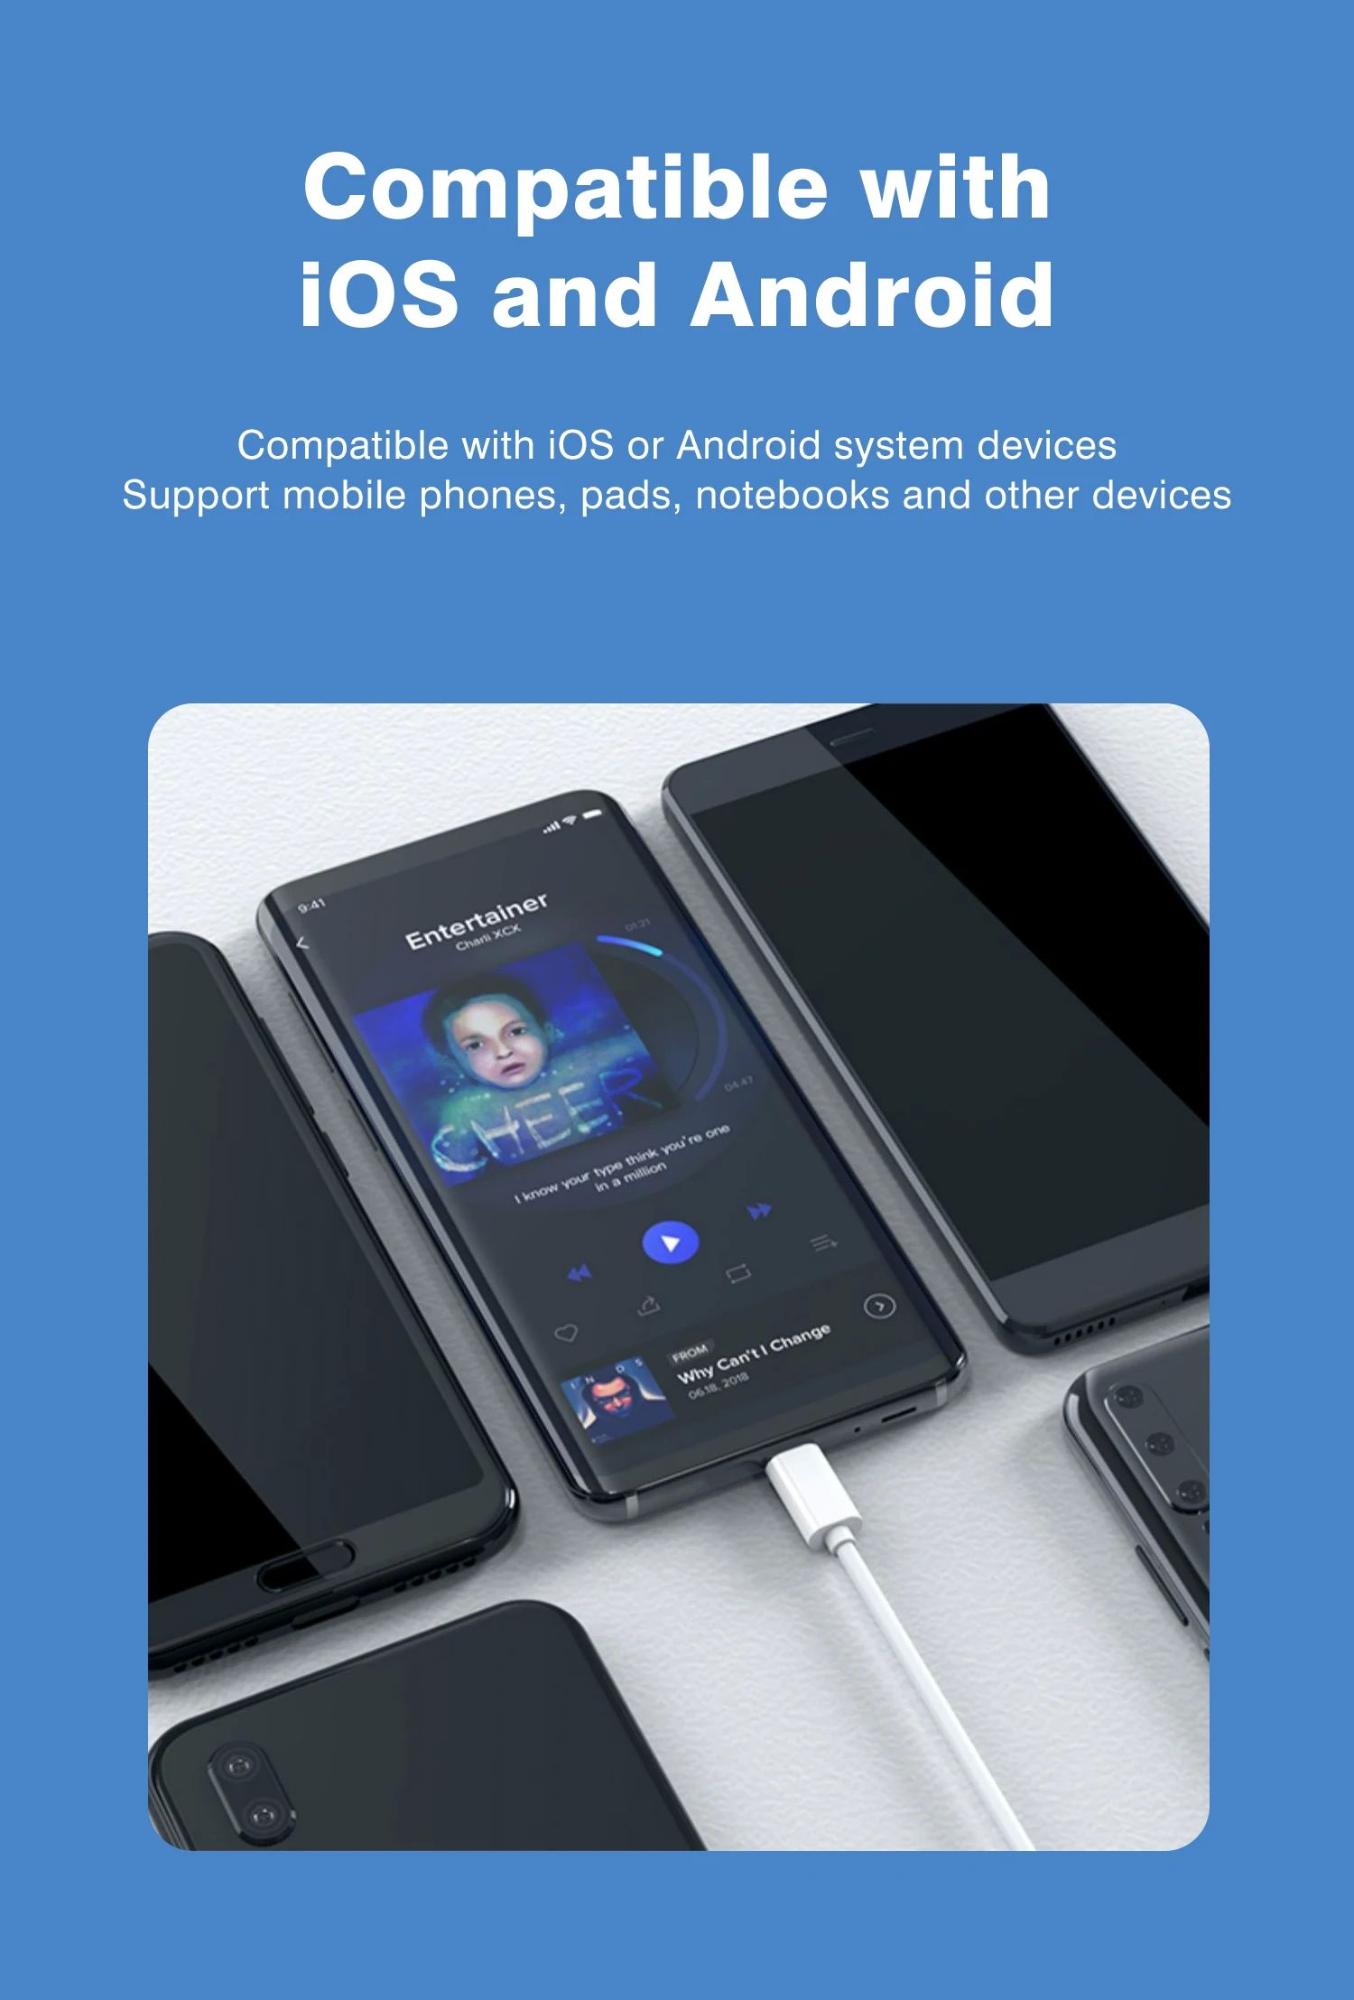 Compatible with
iOS and Android
Compatible with iOS or Android system devices
Support mobile phones, pads, notebooks and other devices
9:41
Entertainer
Charli XCX
01:21
CHEER
04:47
I know your type think you're one
in a million
FROM
Why Can't I Change
06.18. 2018
I N O S